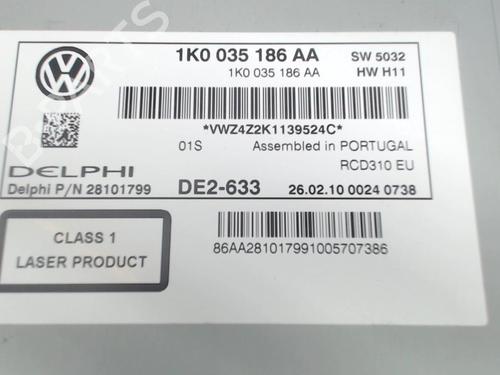 1K0 035 186 AA SW 5032
1K0 035 186 AA HW H11
*VWZ4Z2K1139524C*
01S Assembled in PORTUGAL
RCD310 EU
DELPHI
Delphi P/N 28101799 DE2-633 26.02.10 0024 0738
CLASS 1
LASER PRODUCT
86AA281017991005707386